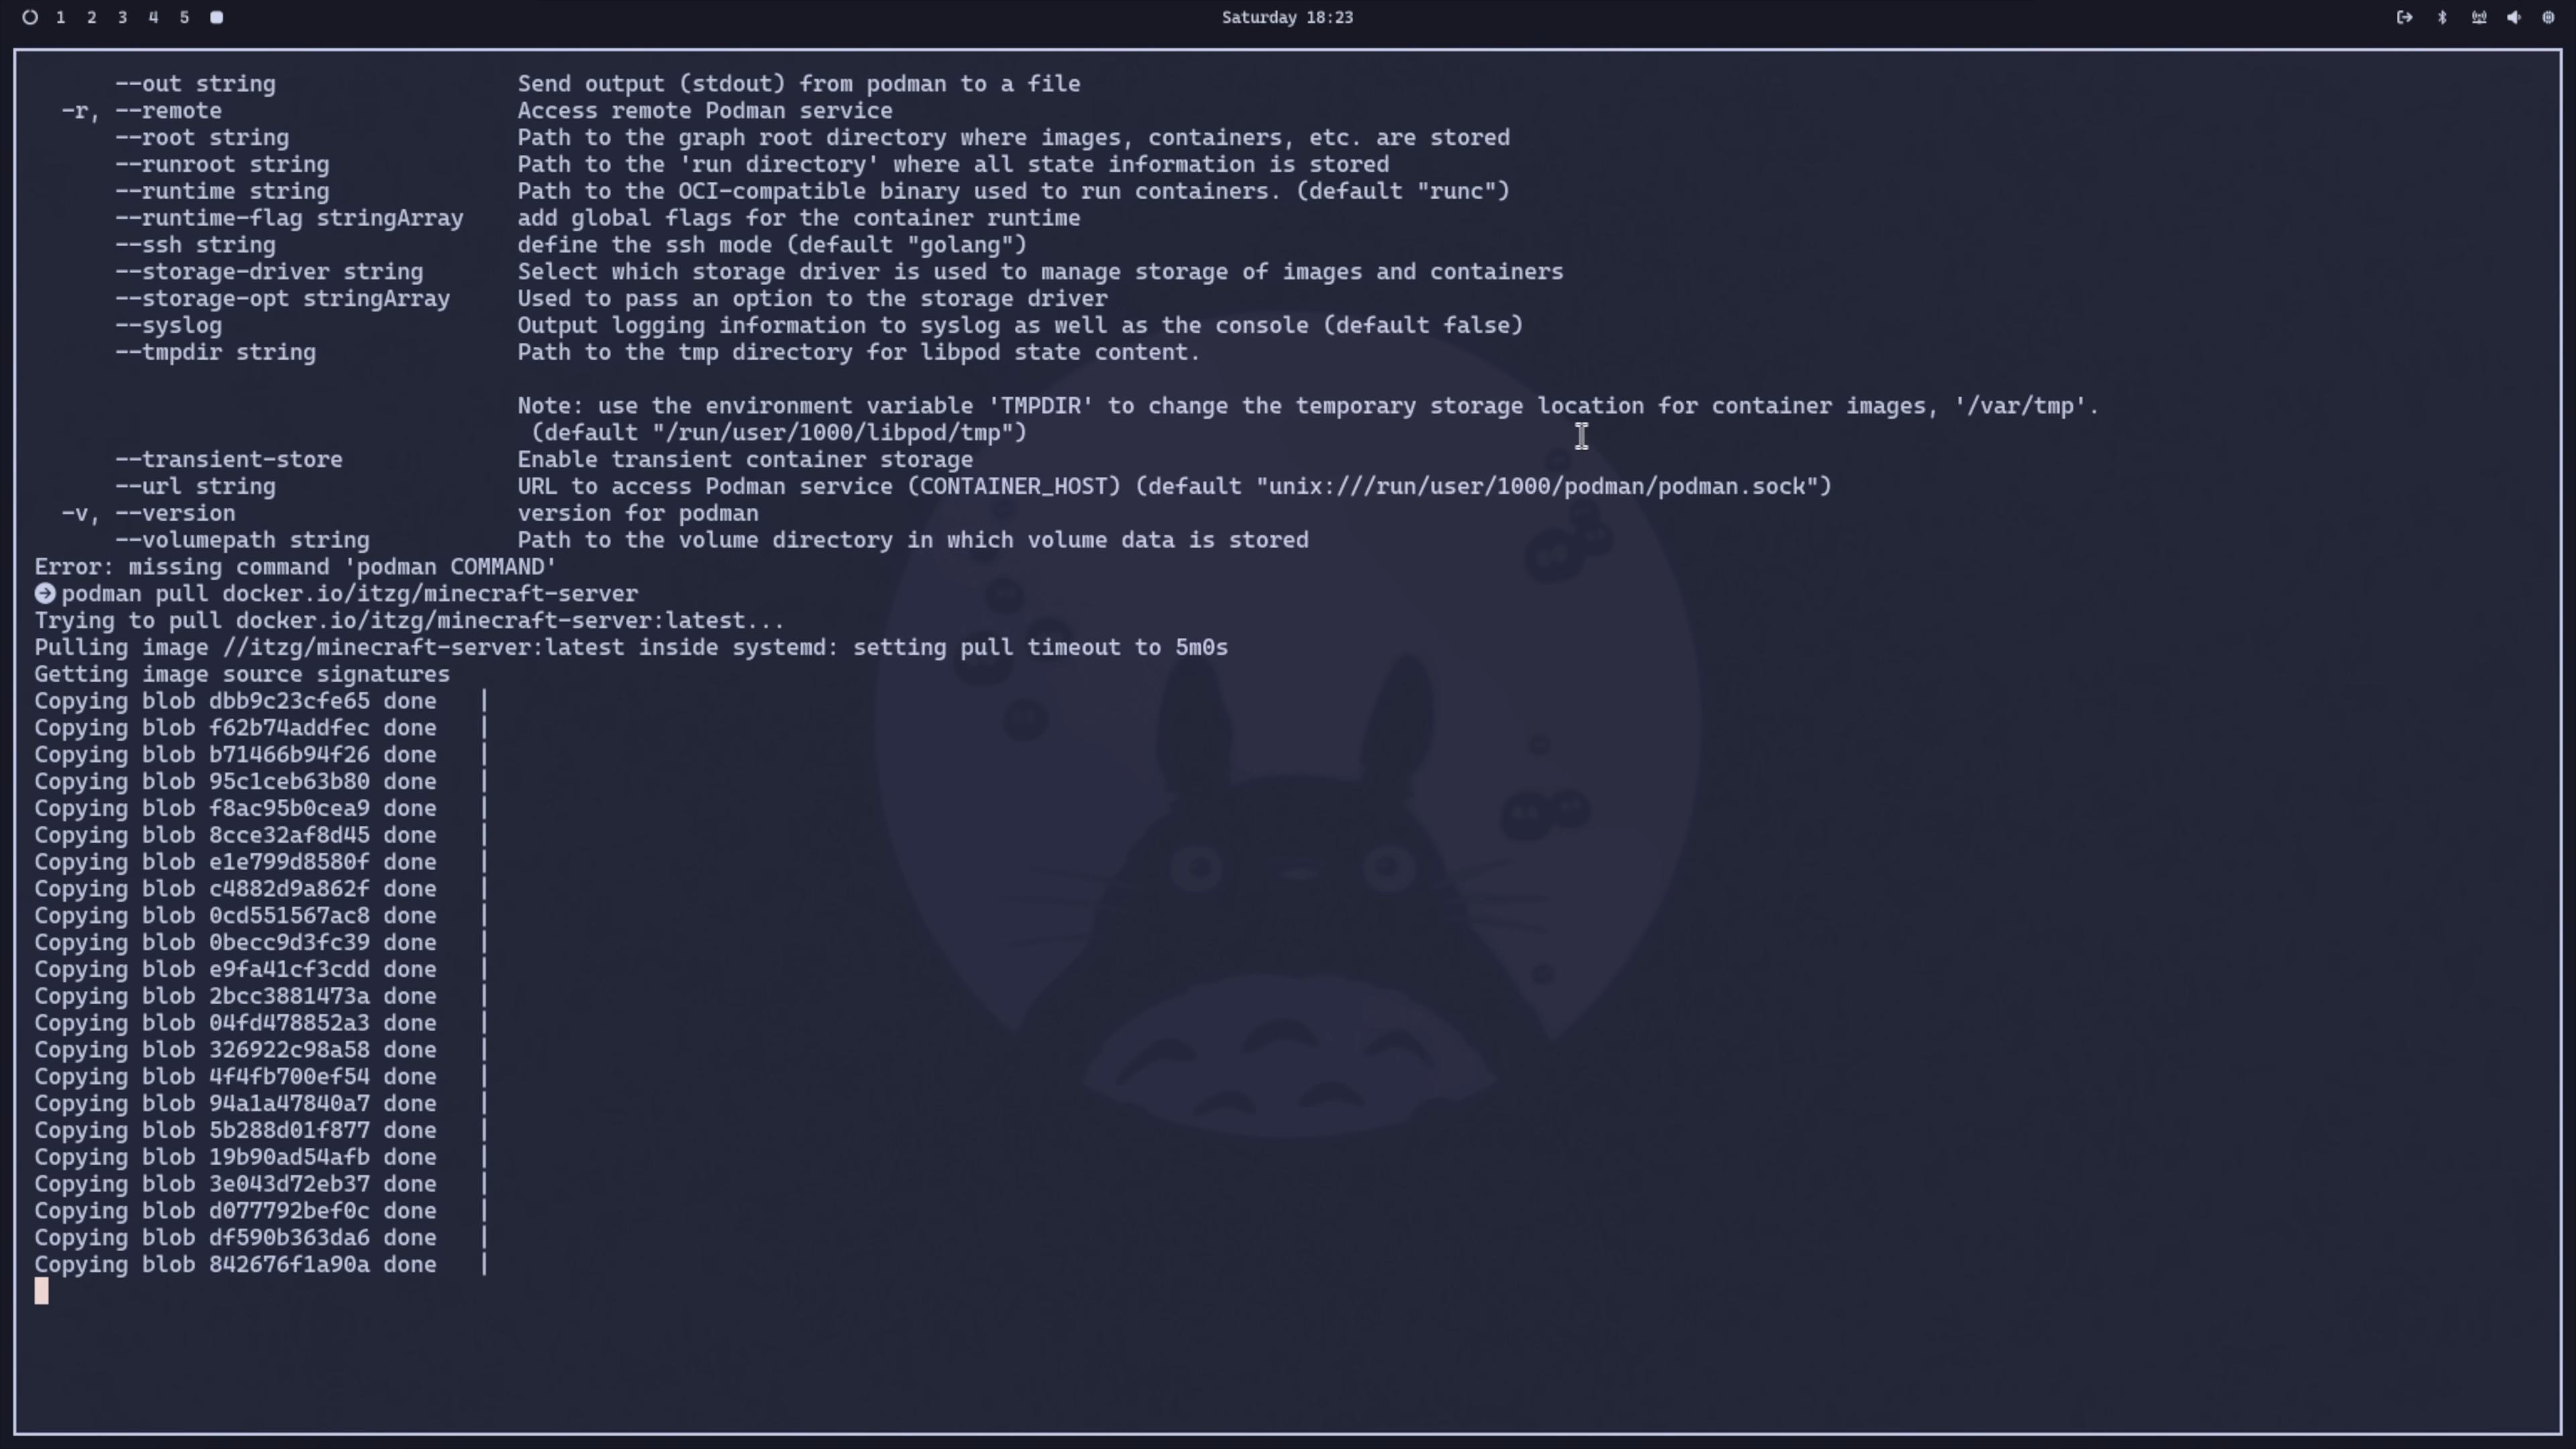 1 2 3 4 5
Saturday 18:23
--out string Send output (stdout) from podman to a file
-r, --remote Access remote Podman service
--root string Path to the graph root directory where images, containers, etc. are stored
--runroot string Path to the 'run directory' where all state information is stored
--runtime string Path to the OCI-compatible binary used to run containers. (default "runc")
--runtime-flag stringArray add global flags for the container runtime
--ssh string define the ssh mode (default "golang")
--storage-driver string Select which storage driver is used to manage storage of images and containers
--storage-opt stringArray Used to pass an option to the storage driver
--syslog Output logging information to syslog as well as the console (default false)
--tmpdir string Path to the tmp directory for libpod state content.
Note: use the environment variable 'TMPDIR' to change the temporary storage location for container images, '/var/tmp'.
(default "/run/user/1000/libpod/tmp")
--transient-store Enable transient container storage
--url string URL to access Podman service (CONTAINER_HOST) (default "unix:///run/user/1000/podman/podman.sock")
-v, --version version for podman
--volumepath string Path to the volume directory in which volume data is stored
Error: missing command 'podman COMMAND'
podman pull docker.io/itzg/minecraft-server
Trying to pull docker.io/itzg/minecraft-server:latest...
Pulling image //itzg/minecraft-server:latest inside systemd: setting pull timeout to 5m0s
Getting image source signatures
Copying blob dbb9c23cfe65 done |
Copying blob f62b74addfec done |
Copying blob b71466b94f26 done |
Copying blob 95c1ceb63b80 done |
Copying blob f8ac95b0cea9 done |
Copying blob 8cce32af8d45 done |
Copying blob e1e799d8580f done |
Copying blob c4882d9a862f done |
Copying blob 0cd551567ac8 done |
Copying blob 0becc9d3fc39 done |
Copying blob e9fa41cf3cdd done |
Copying blob 2bcc3881473a done |
Copying blob 04fd478852a3 done |
Copying blob 326922c98a58 done |
Copying blob 4f4fb700ef54 done |
Copying blob 94a1a47840a7 done |
Copying blob 5b288d01f877 done |
Copying blob 19b90ad54afb done |
Copying blob 3e043d72eb37 done |
Copying blob d077792bef0c done |
Copying blob df590b363da6 done |
Copying blob 842676f1a90a done |